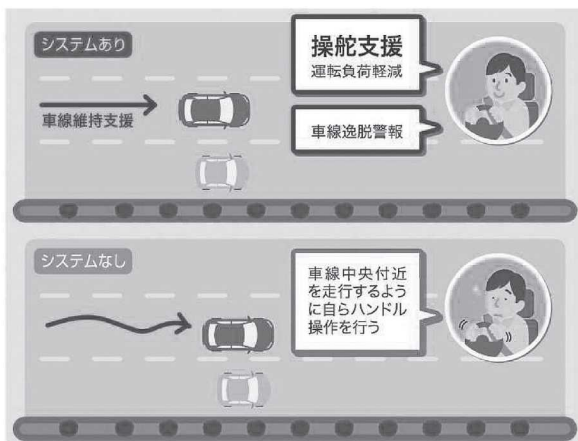 システムあり
操舵支援
運転負荷軽減
車線維持支援
車線逸脱警報
システムなし
車線中央付近
を走行するよう
に自らハンドル
操作を行う